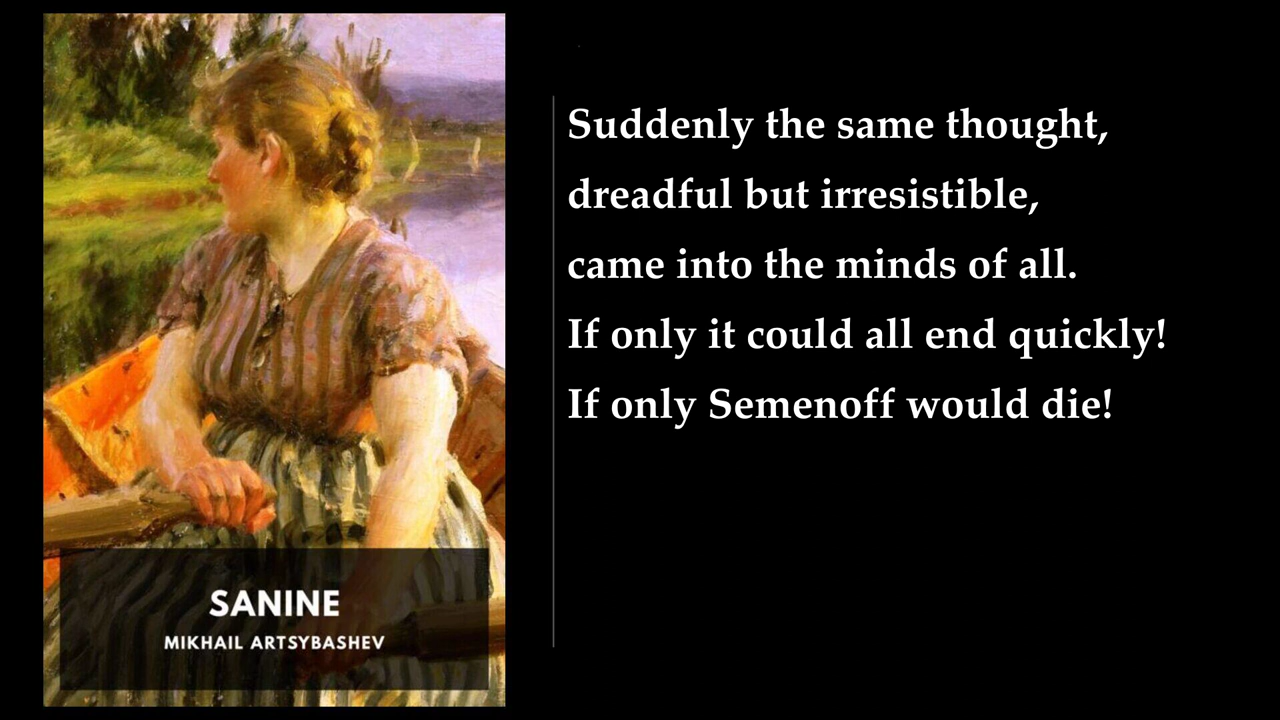 Suddenly the same thought,
dreadful but irresistible,
came into the minds of all.
If only it could all end quickly!
If only Semenoff would die!
SANINE
MIKHAIL ARTSYBASHEV